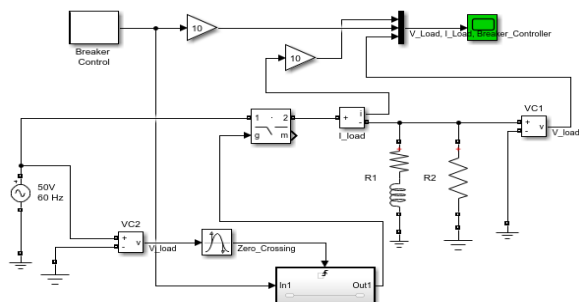 Breaker
Control
10
10
V_Load, I_Load, Breaker_Controller
1 2
g m
+ i
-
I_load
VC1
+
-
v
V_load
R1
R2
50V
60 Hz
VC2
+
-
v
V_load
Zero_Crossing
In1 Out1